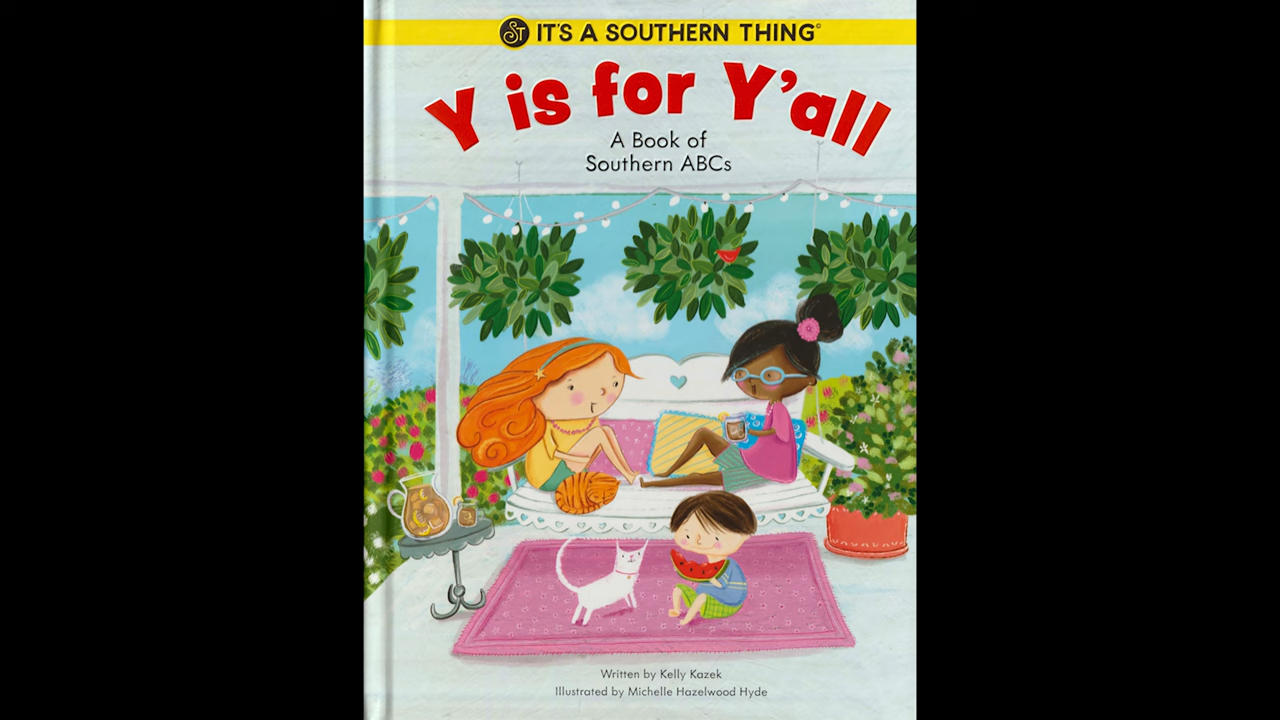 ST IT'S A SOUTHERN THING©
Y is for Y'all
A Book of
Southern ABCs
Written by Kelly Kazek
Illustrated by Michelle Hazelwood Hyde